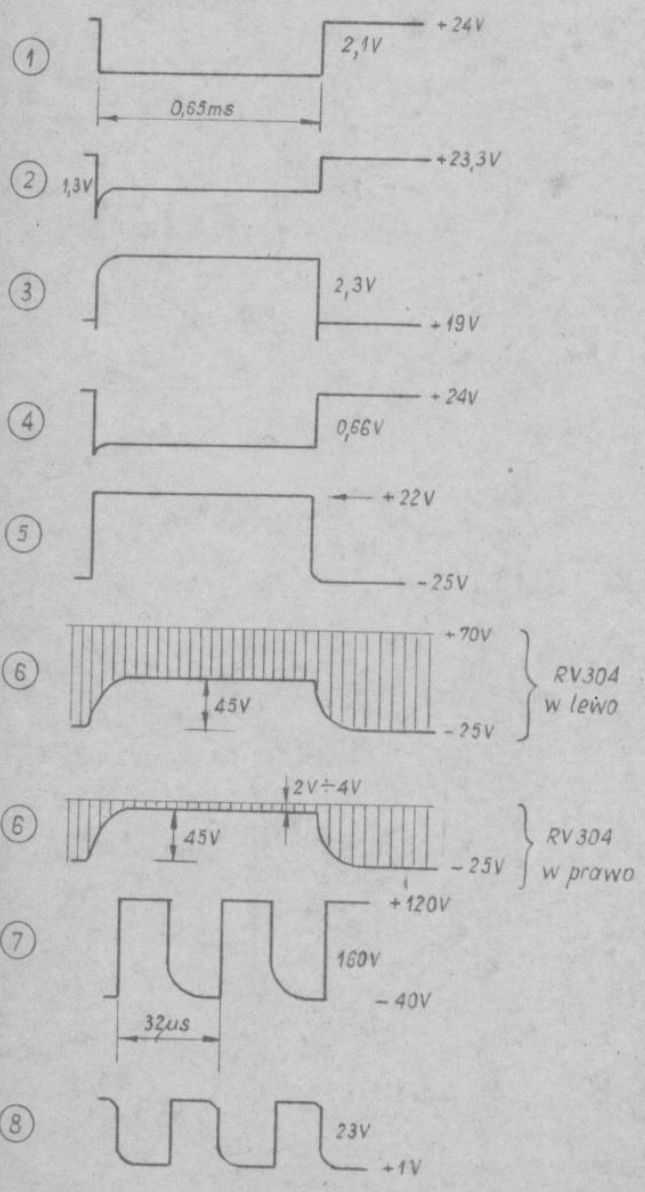 1
+24V
2,1V
0,65ms
2
1,3V
+23,3V
3
2,3V
+19V
4
+24V
0,66V
5
+22V
-25V
6
+70V
45V
-25V
RV304
w lewo
6
2V÷4V
45V
-25V
RV304
w prawo
7
+120V
160V
-40V
32µs
8
23V
+1V